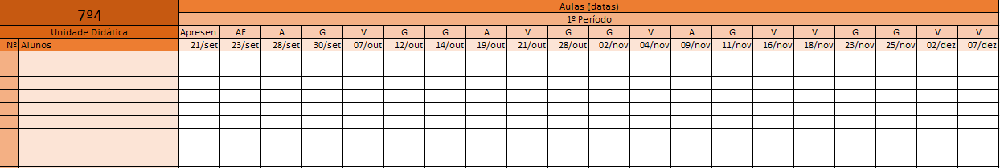 7º4
Aulas (datas)
1º Período
Unidade Didática Apresen. AF A G V G G A V G G V A G V V G G V V
Nº Alunos 21/set 23/set 28/set 30/set 07/out 12/out 14/out 19/out 21/out 28/out 02/nov 04/nov 09/nov 11/nov 16/nov 18/nov 23/nov 25/nov 02/dez 07/dez